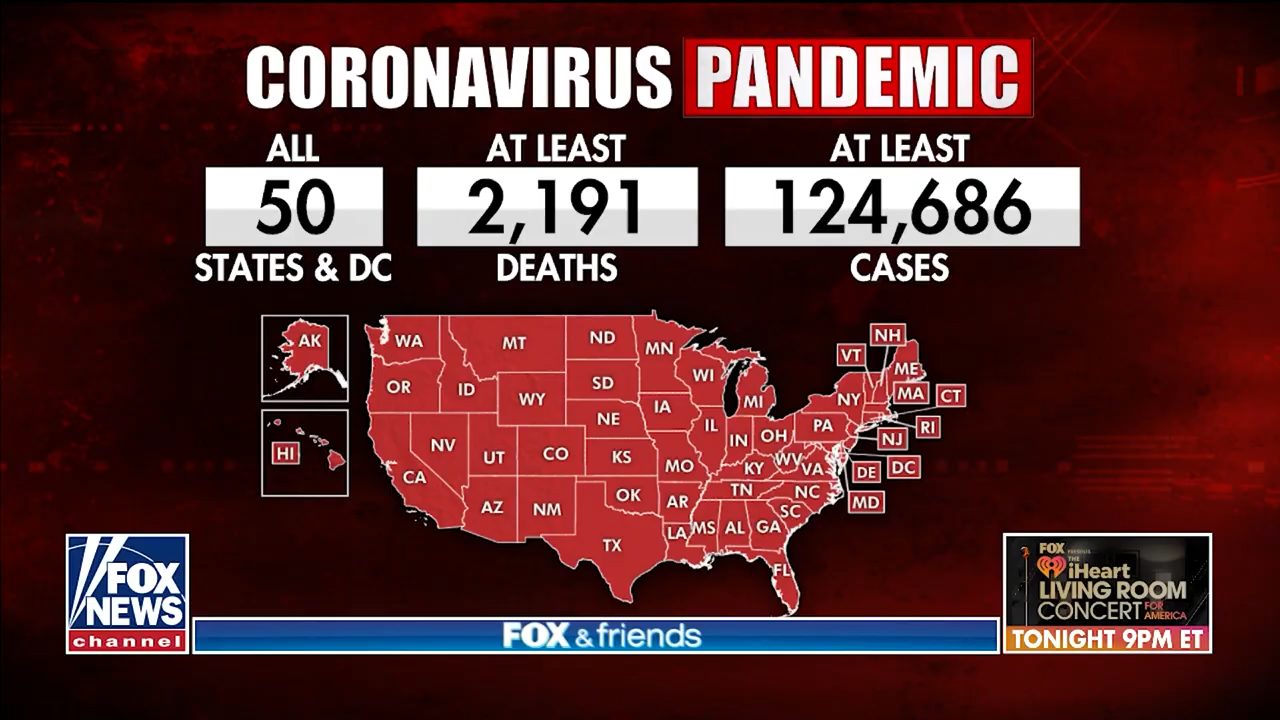 CORONAVIRUS PANDEMIC
ALL
50
STATES & DC
AT LEAST
2,191
DEATHS
AT LEAST
124,686
CASES
AK
HI
WA
MT
ND
MN
OR
ID
SD
WI
MI
WY
NE
IA
NV
UT
CO
KS
MO
IL
IN
OH
PA
NY
VT
NH
ME
MA
CT
RI
NJ
DE
DC
MD
CA
AZ
NM
OK
AR
KY
WV
VA
TN
NC
SC
TX
LA
MS
AL
GA
FL
FOX
NEWS
channel
FOX & friends
FOX PRESENTS
THE
iHeart
LIVING ROOM
CONCERT FOR AMERICA
TONIGHT 9PM ET